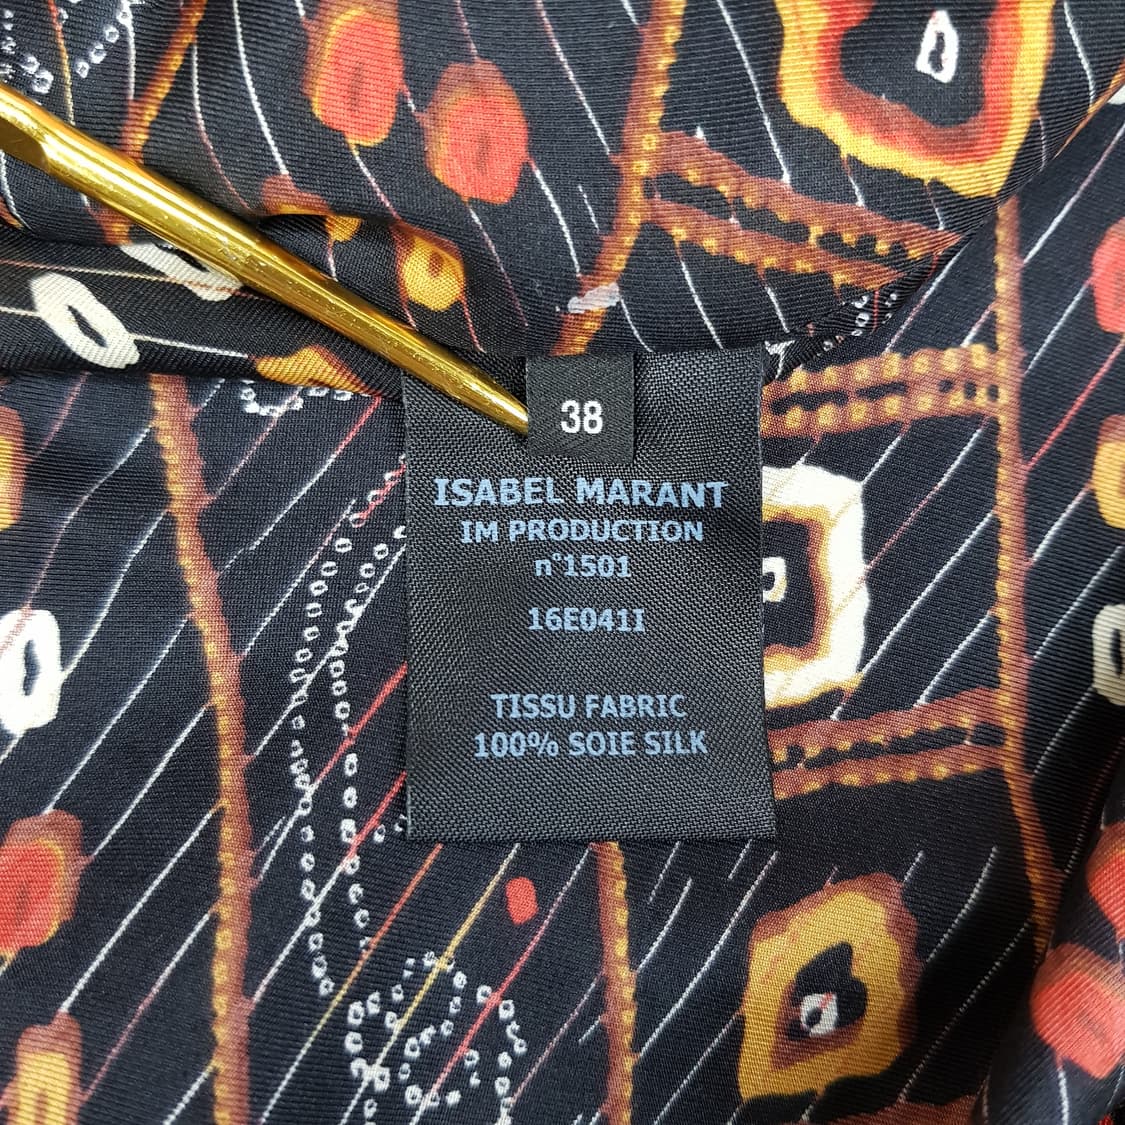 38
ISABEL MARANT
IM PRODUCTION
n°1501
16E041I
TISSU FABRIC
100% SOIE SILK